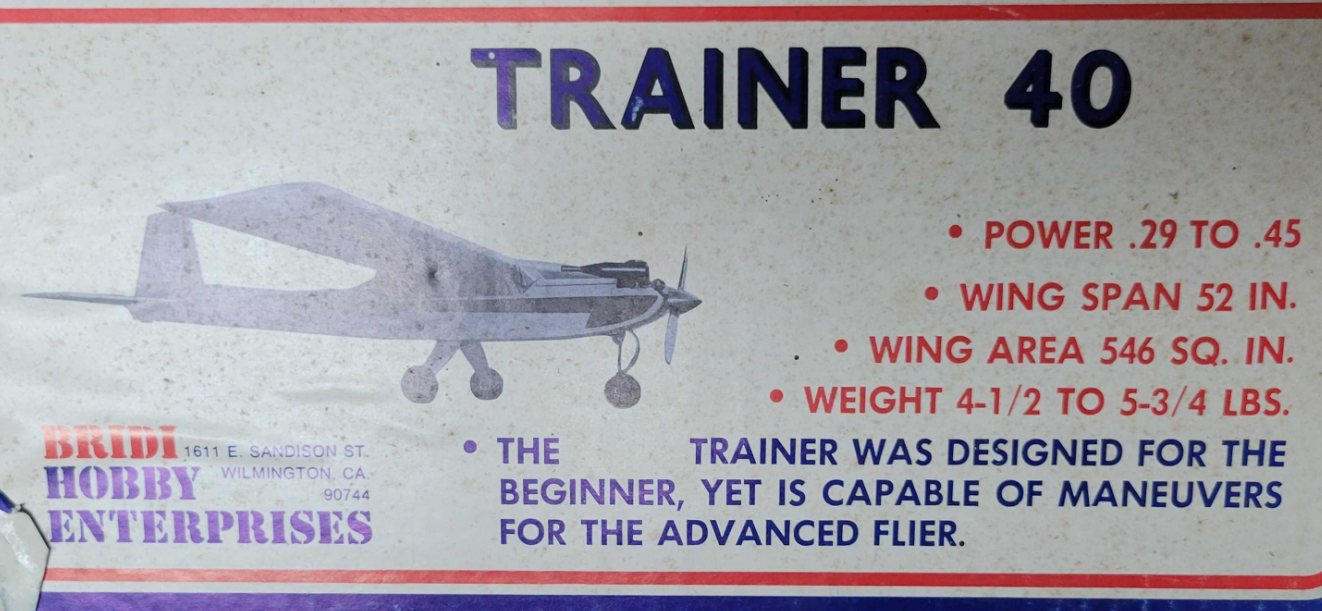 TRAINER 40
• POWER .29 TO .45
• WING SPAN 52 IN.
• WING AREA 546 SQ. IN.
• WEIGHT 4-1/2 TO 5-3/4 LBS.
• THE TRAINER WAS DESIGNED FOR THE
BEGINNER, YET IS CAPABLE OF MANEUVERS
FOR THE ADVANCED FLIER.
BRIDI
HOBBY
ENTERPRISES
1611 E. SANDISON ST.
WILMINGTON, CA.
90744